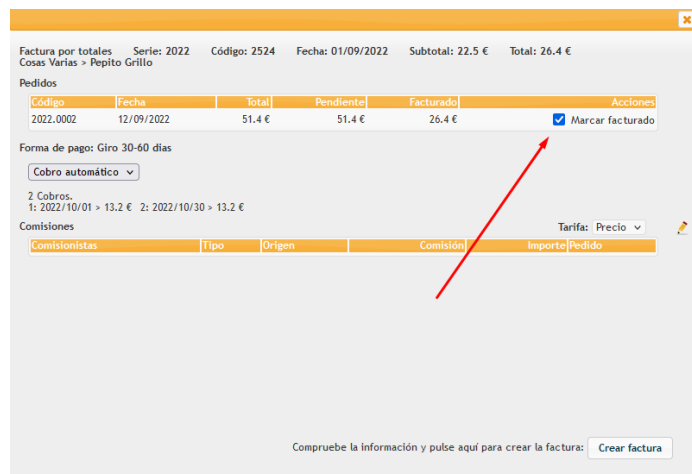 Factura por totales Serie: 2022 Código: 2524 Fecha: 01/09/2022 Subtotal: 22.5 € Total: 26.4 €
Cosas Varias > Pepito Grillo
Pedidos
Código Fecha Total Pendiente Facturado Acciones
2022.0002 12/09/2022 51.4 € 51.4 € 26.4 € Marcar facturado
Forma de pago: Giro 30-60 dias
Cobro automático
2 Cobros.
1: 2022/10/01 > 13.2 € 2: 2022/10/30 > 13.2 €
Comisiones Tarifa: Precio
Comisionistas Tipo Origen Comisión Importe Pedido
Compruebe la información y pulse aquí para crear la factura: Crear factura